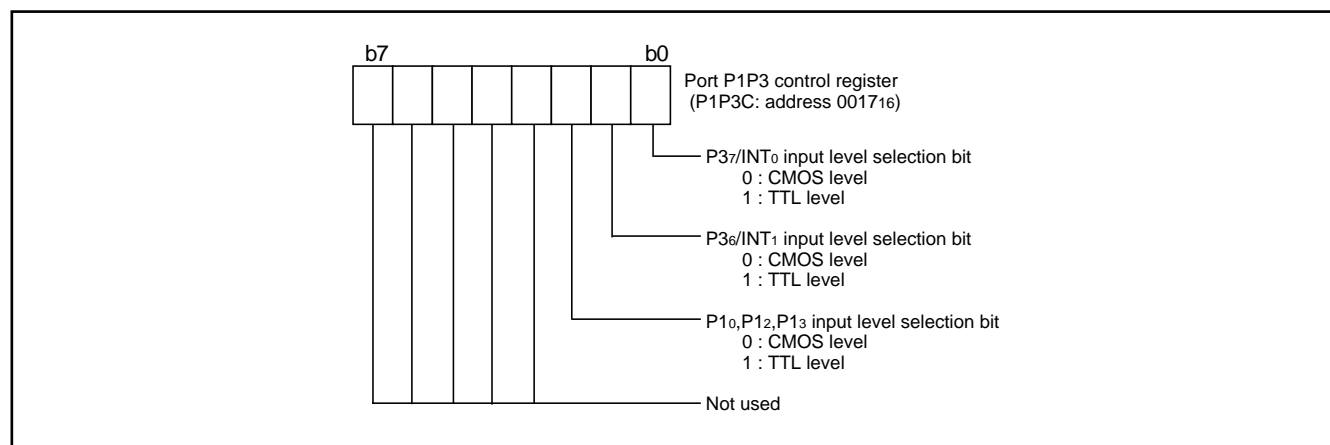 b7 b0
Port P1P3 control register
(P1P3C: address 001716)
P37/INT0 input level selection bit
0 : CMOS level
1 : TTL level
P36/INT1 input level selection bit
0 : CMOS level
1 : TTL level
P10,P12,P13 input level selection bit
0 : CMOS level
1 : TTL level
Not used